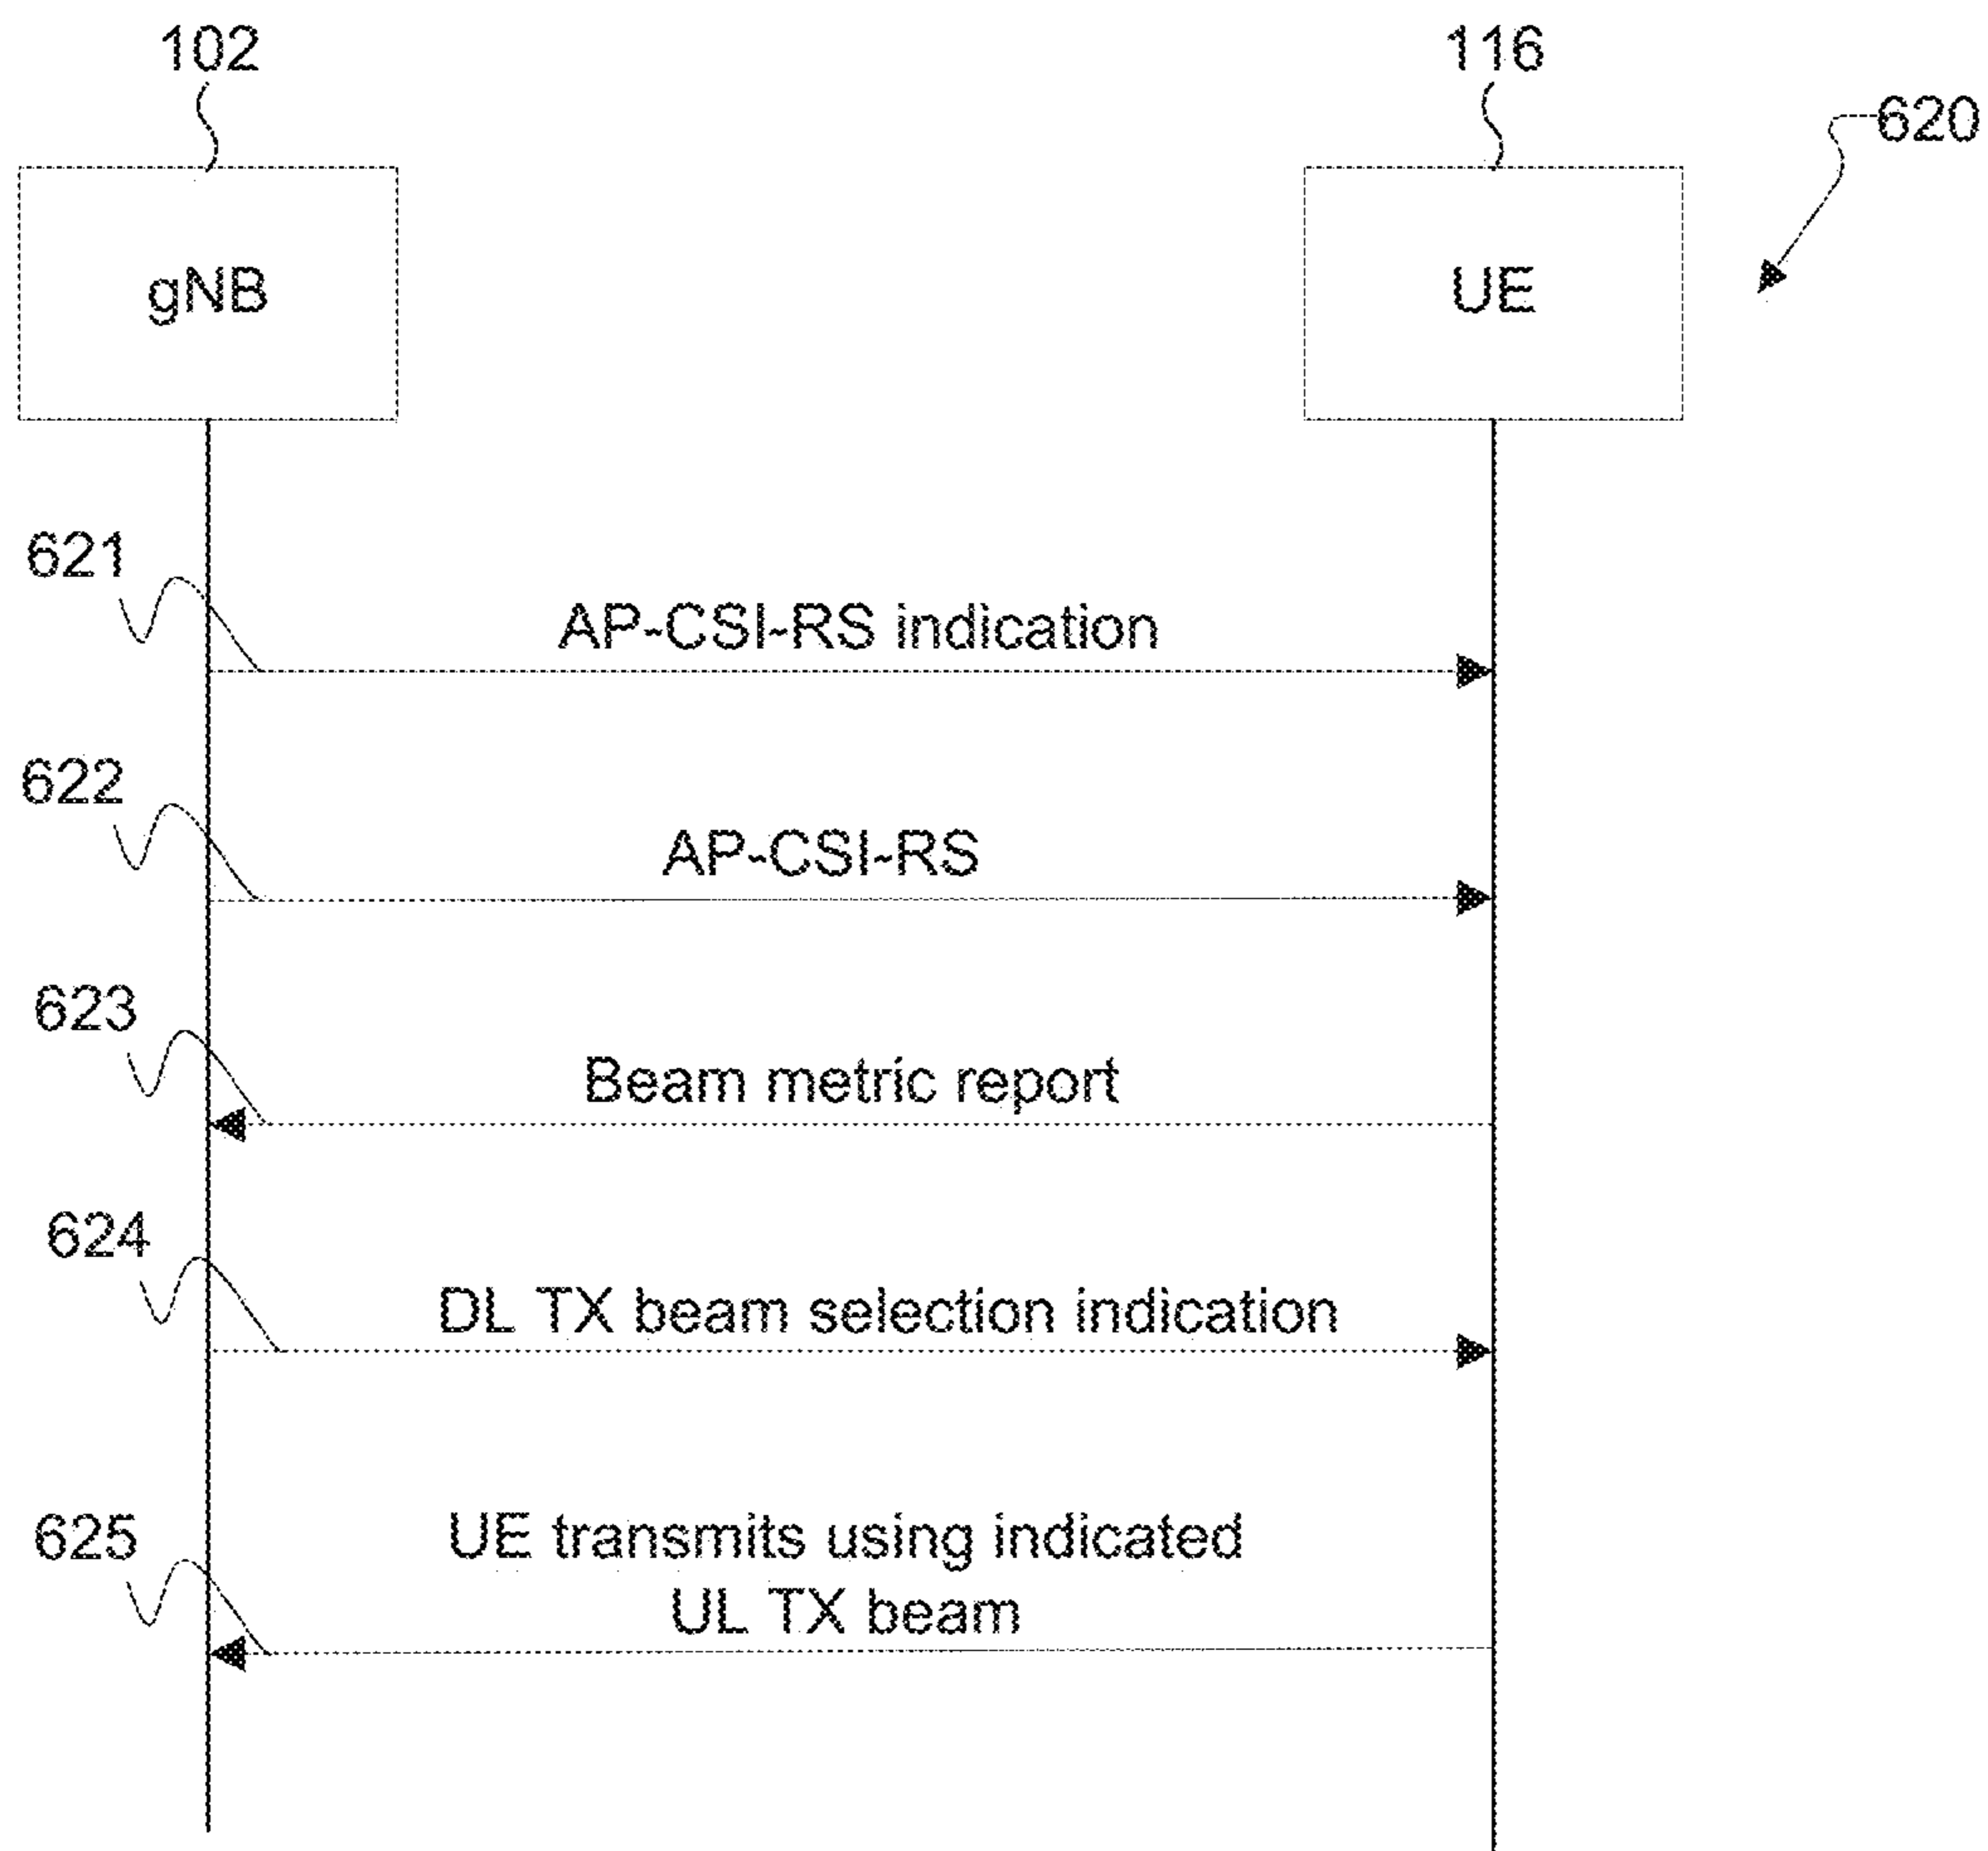 102
116
620
gNB
UE
621
AP-CSI-RS indication
622
AP-CSI-RS
623
Beam metric report
624
DL TX beam selection indication
625
UE transmits using indicated
UL TX beam